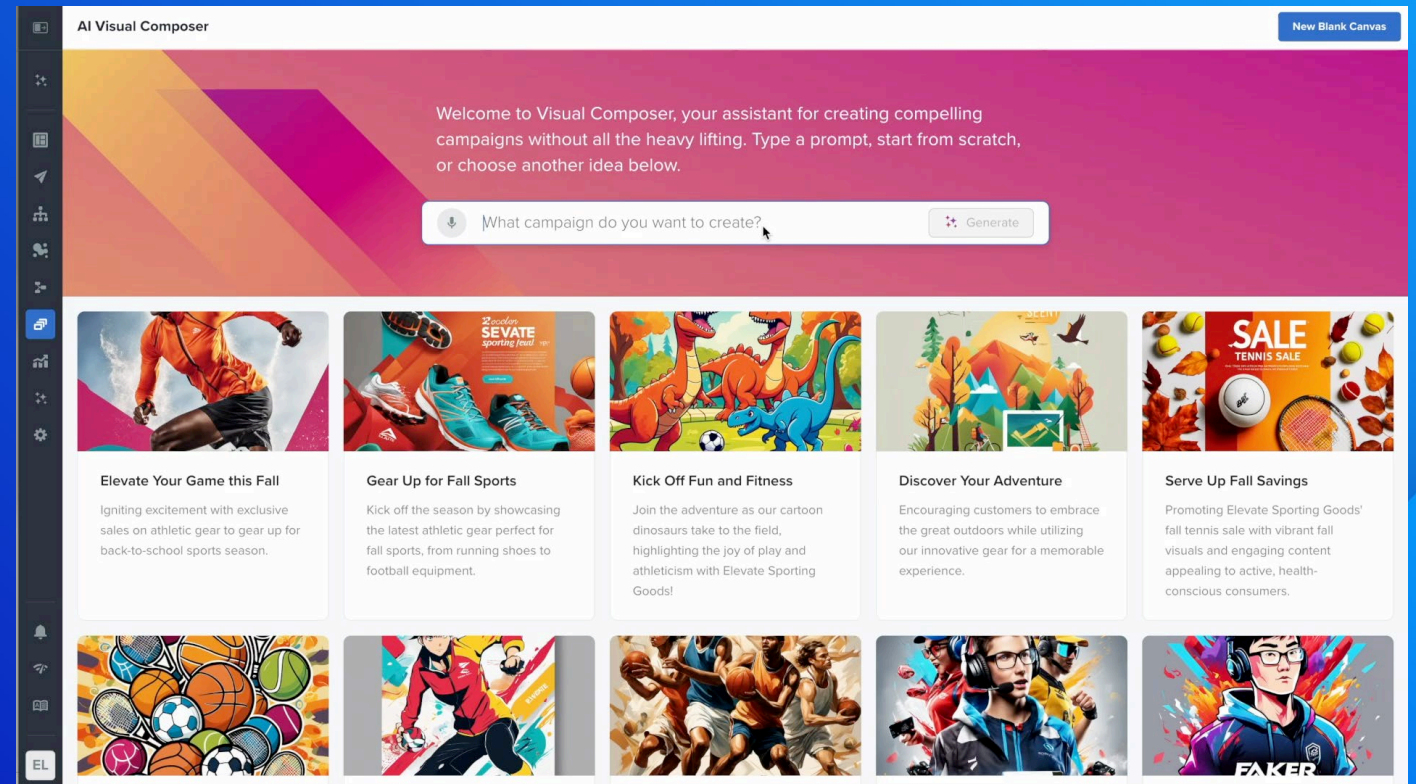 AI Visual Composer
New Blank Canvas
Welcome to Visual Composer, your assistant for creating compelling
campaigns without all the heavy lifting. Type a prompt, start from scratch,
or choose another idea below.
What campaign do you want to create?
Generate
SEVATE
sporting feual
SALE
TENNIS SALE
Elevate Your Game this Fall
Igniting excitement with exclusive
sales on athletic gear to gear up for
back-to-school sports season.
Gear Up for Fall Sports
Kick off the season by showcasing
the latest athletic gear perfect for
fall sports, from running shoes to
football equipment.
Kick Off Fun and Fitness
Join the adventure as our cartoon
dinosaurs take to the field,
highlighting the joy of play and
athleticism with Elevate Sporting
Goods!
Discover Your Adventure
Encouraging customers to embrace
the great outdoors while utilizing
our innovative gear for a memorable
experience.
Serve Up Fall Savings
Promoting Elevate Sporting Goods'
fall tennis sale with vibrant fall
visuals and engaging content
appealing to active, health-
conscious consumers.
FAKER
EL